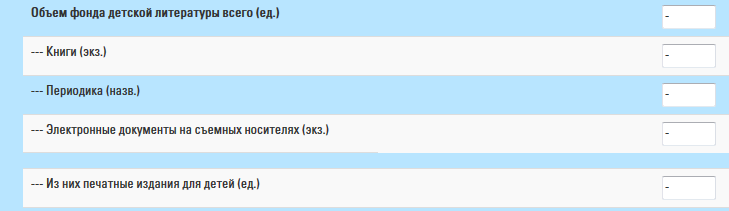 Объем фонда детской литературы всего (ед.) -
--- Книги (экз.) -
--- Периодика (назв.) -
--- Электронные документы на съемных носителях (экз.) -
--- Из них печатные издания для детей (ед.) -